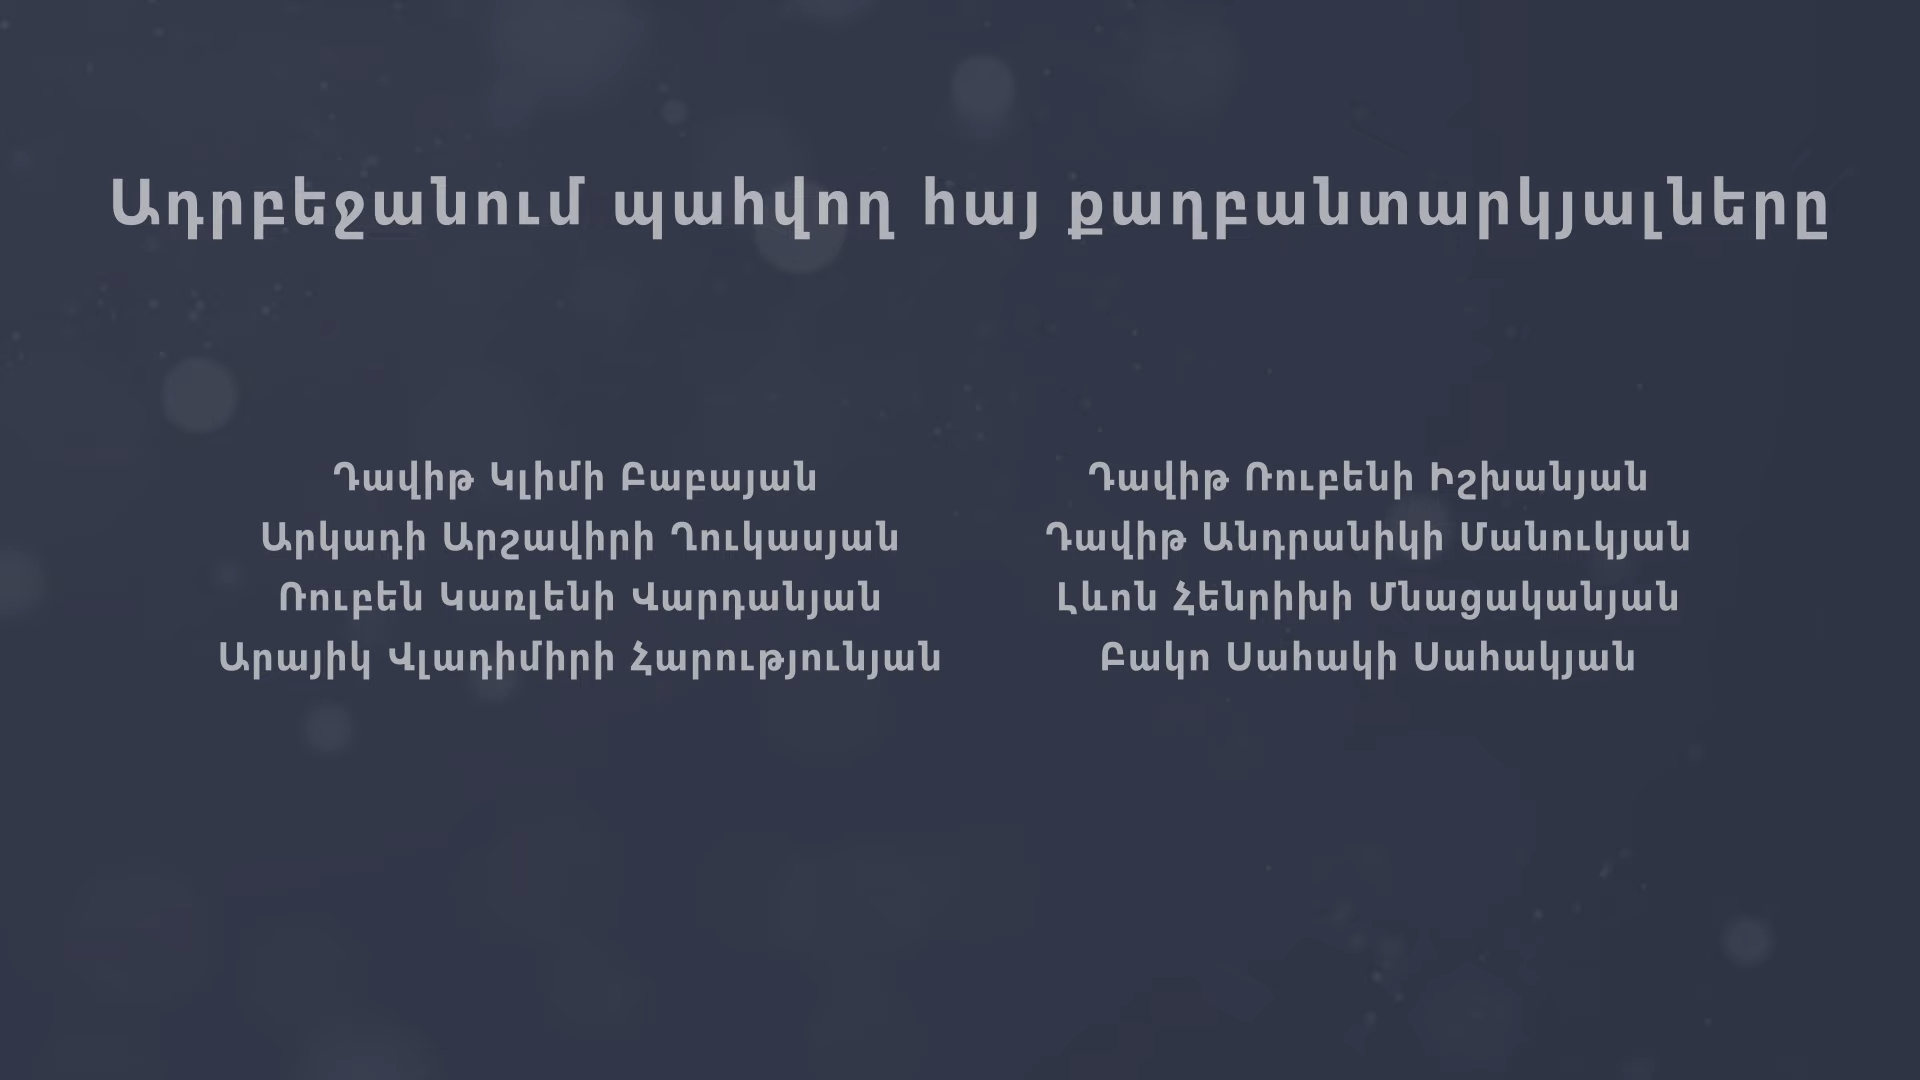 Ադրբեջանում պահվող հայ քաղբանտարկյալները
Դավիթ Կլիմի Բաբայան
Արկադի Արշավիրի Ղուկասյան
Ռուբեն Կառլենի Վարդանյան
Արայիկ Վլադիմիրի Հարությունյան
Դավիթ Ռուբենի Իշխանյան
Դավիթ Անդրանիկի Մանուկյան
Լևոն Հենրիխի Մնացականյան
Բակո Սահակի Սահակյան